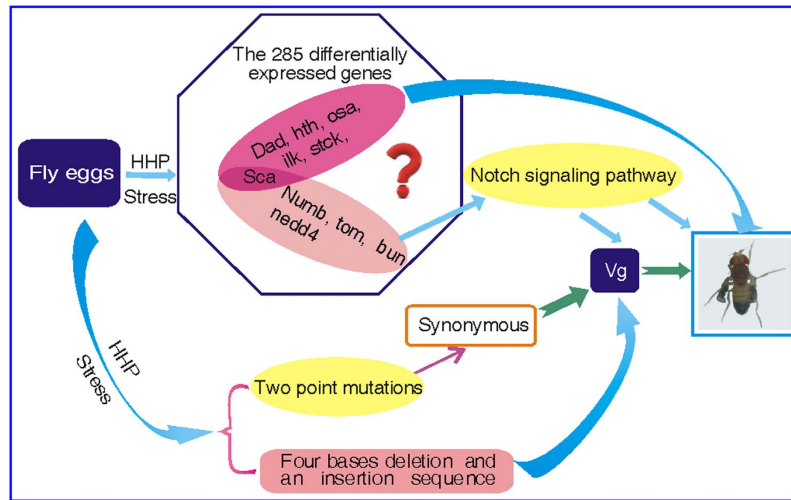 The 285 differentially
expressed genes
Dad, hth, osa,
ilk, stck,
Sca
Numb, tom, bun
nedd4
?
Fly eggs
HHP
Stress
Notch signaling pathway
Vg
Synonymous
HHP
Stress
Two point mutations
Four bases deletion and
an insertion sequence